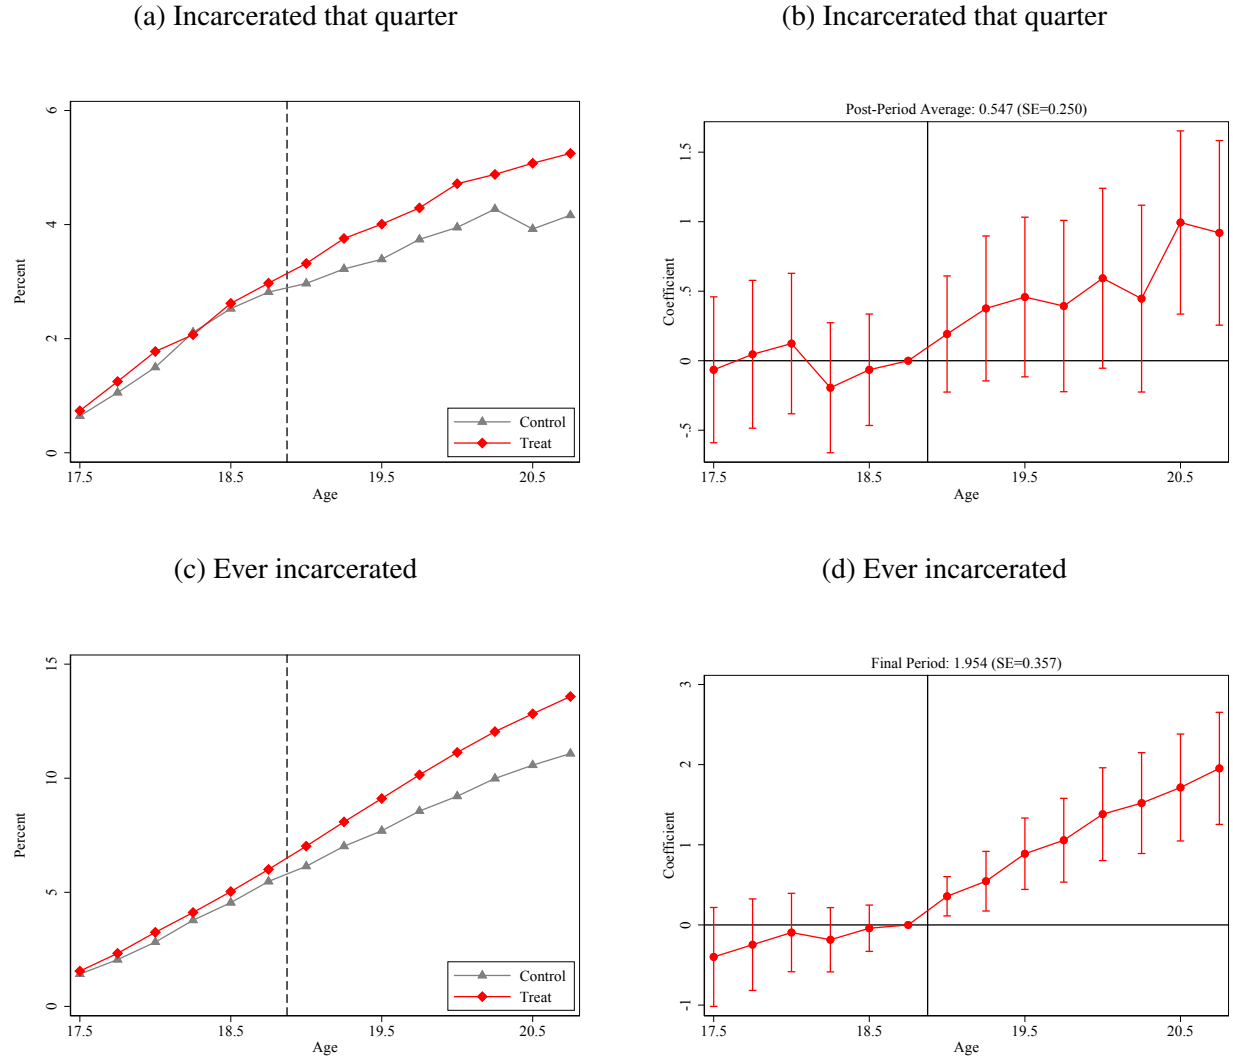 (a) Incarcerated that quarter
Percent
6
4
2
0
17.5 18.5 19.5 20.5
Age
Control
Treat
(b) Incarcerated that quarter
Post-Period Average: 0.547 (SE=0.250)
Coefficient
1.5
1
.5
0
-.5
17.5 18.5 19.5 20.5
Age
(c) Ever incarcerated
Percent
15
10
5
0
17.5 18.5 19.5 20.5
Age
Control
Treat
(d) Ever incarcerated
Final Period: 1.954 (SE=0.357)
Coefficient
3
2
1
0
-1
17.5 18.5 19.5 20.5
Age